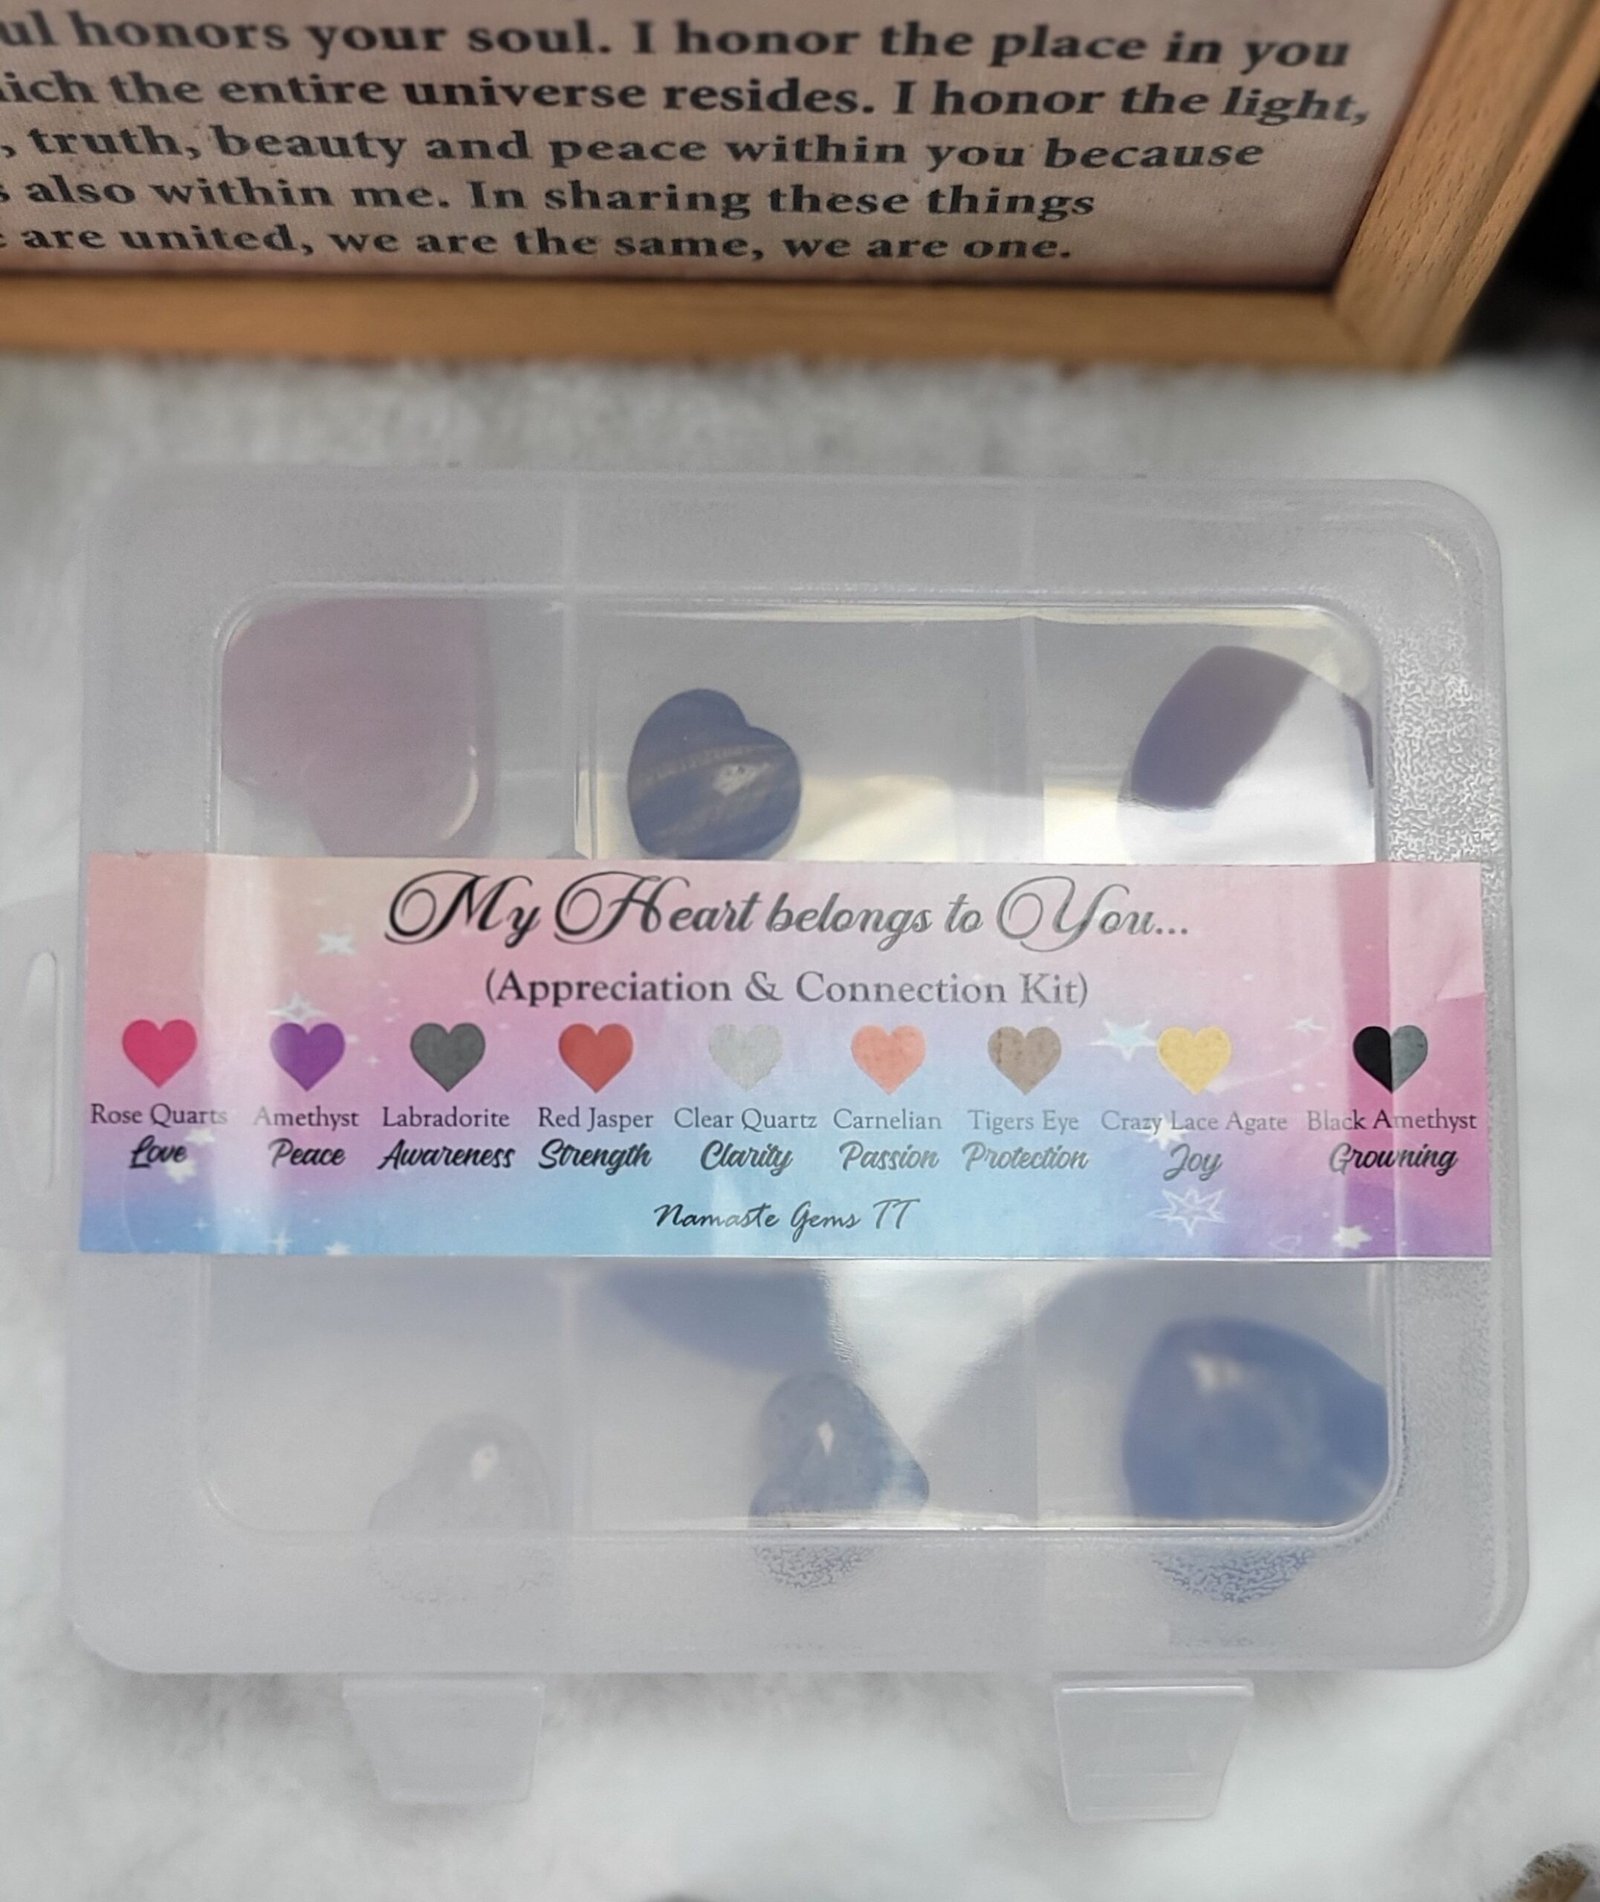 honors your soul. I honor the place in you
the entire universe resides. I honor the light,
, truth, beauty and peace within you because
also within me. In sharing these things
are united, we are the same, we are one.
My Heart belongs to You...
(Appreciation & Connection Kit)
Rose Quarts Amethyst Labradorite Red Jasper Clear Quartz Carnelian Tigers Eye Crazy Lace Agate Black Amethyst
Love Peace Awareness Strength Clarity Passion Protection Joy Growning
Namaste Gems TT